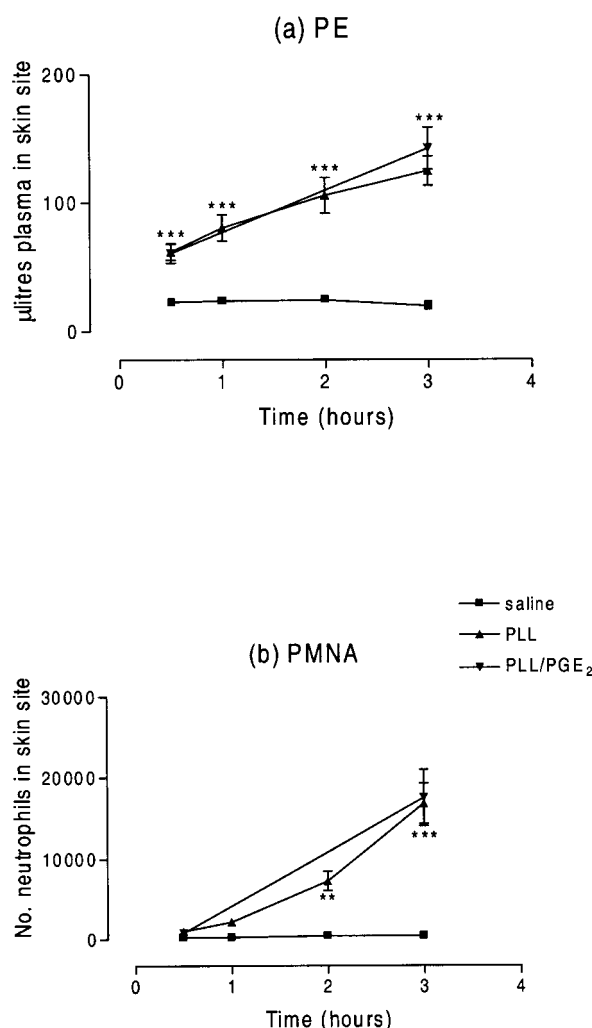 (a) PE
200
100
0
µlitres plasma in skin site
***
***
***
***
0 1 2 3 4
Time (hours)
saline
PLL
PLL/PGE₂
(b) PMNA
30000
20000
10000
0
No. neutrophils in skin site
**
***
0 1 2 3 4
Time (hours)